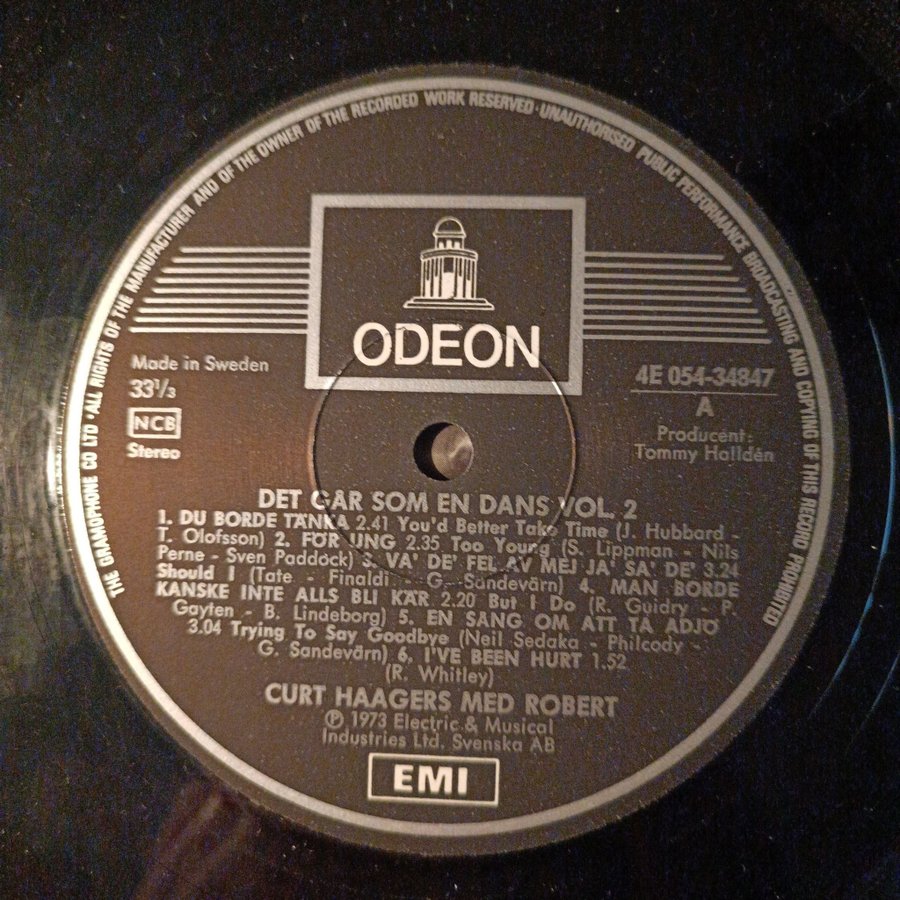 THE GRAMOPHONE CO LTD · ALL RIGHTS OF THE MANUFACTURER AND OF THE OWNER OF THE RECORDED WORK RESERVED · UNAUTHORISED PUBLIC PERFORMANCE BROADCASTING AND COPYING OF THIS RECORD PROHIBITED
ODEON
Made in Sweden
33⅓
NCB
Stereo
4E 054-34847
A
Producent:
Tommy Halldén
DET GÅR SOM EN DANS VOL. 2
1. DU BORDE TÄNKA 2.41 You'd Better Take Time (J. Hubbard -
T. Olofsson) 2. FÖR UNG 2.35 Too Young (S. Lippman - Nils
Perne - Sven Paddock) 3. VA' DE' FEL AV MEJ JA' SA' DE' 3.24
Should I (Tate - Finaldi - G. Sandevärn) 4. MAN BORDE
KANSKE INTE ALLS BLI KÄR 2.20 But I Do (R. Guidry - P.
Gayten - B. Lindeborg) 5. EN SÅNG OM ATT TA ADJÖ
3.04 Trying To Say Goodbye (Neil Sedaka - Philcody -
G. Sandevärn) 6. I'VE BEEN HURT 1.52
(R. Whitley)
CURT HAAGERS MED ROBERT
Ⓟ 1973 Electric & Musical
Industries Ltd. Svenska AB
EMI